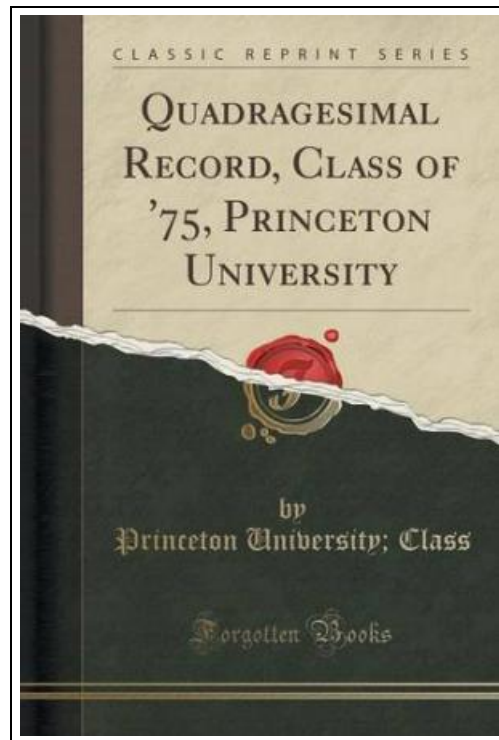 CLASSIC REPRINT SERIES
QUADRAGESIMAL
RECORD, CLASS OF
'75, PRINCETON
UNIVERSITY
by
Princeton University; Class
Forgotten Books